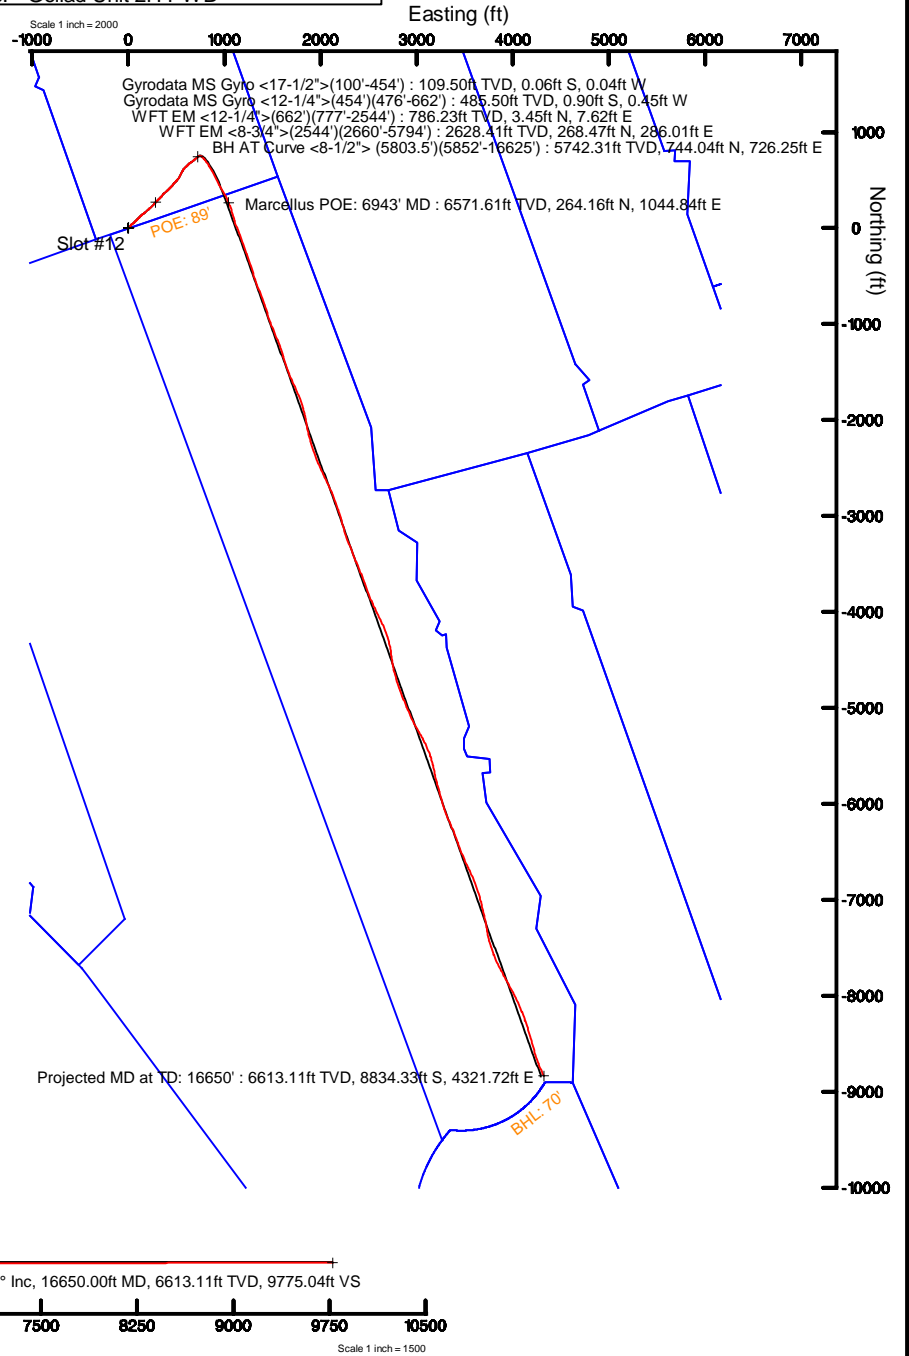 Easting (ft)
Scale 1 inch = 2000
-1000 0 1000 2000 3000 4000 5000 6000 7000
Gyrodata MS Gyro <17-1/2">(100'-454') : 109.50ft TVD, 0.06ft S, 0.04ft W
Gyrodata MS Gyro <12-1/4">(454')(476'-662') : 485.50ft TVD, 0.90ft S, 0.45ft W
WFT EM <12-1/4">(662')(777'-2544') : 786.23ft TVD, 3.45ft N, 7.62ft E
WFT EM <8-3/4">(2544')(2660'-5794') : 2628.41ft TVD, 268.47ft N, 286.01ft E
BH AT Curve <8-1/2"> (5803.5')(5852'-16625') : 5742.31ft TVD, 744.04ft N, 726.25ft E
1000
Marcellus POE: 6943' MD : 6571.61ft TVD, 264.16ft N, 1044.84ft E
POE: 89'
Slot #12
0
Northing (ft)
-1000
-2000
-3000
-4000
-5000
-6000
-7000
-8000
Projected MD at TD: 16650' : 6613.11ft TVD, 8834.33ft S, 4321.72ft E
-9000
BHL: 70'
-10000
° Inc, 16650.00ft MD, 6613.11ft TVD, 9775.04ft VS
7500 8250 9000 9750 10500
Scale 1 inch = 1500